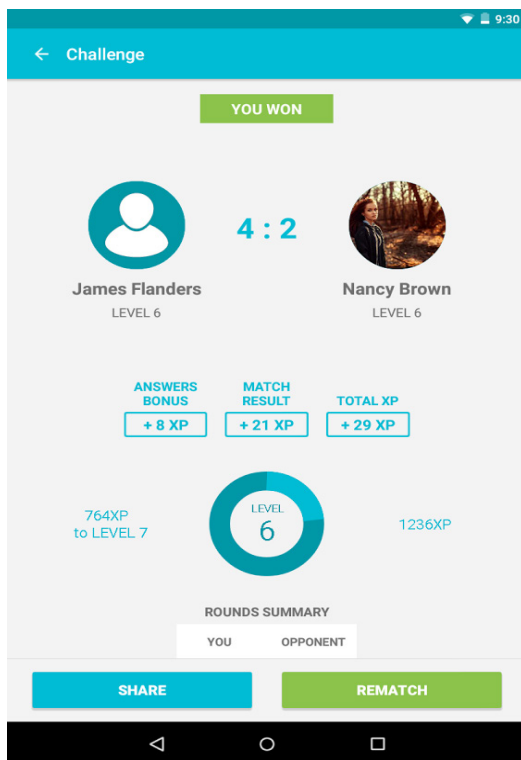 9:30
Challenge
YOU WON
4 : 2
James Flanders
Nancy Brown
LEVEL 6
LEVEL 6
ANSWERS
BONUS
+ 8 XP
MATCH
RESULT
+ 21 XP
TOTAL XP
+ 29 XP
764XP
to LEVEL 7
LEVEL
6
1236XP
ROUNDS SUMMARY
YOU
OPPONENT
SHARE
REMATCH